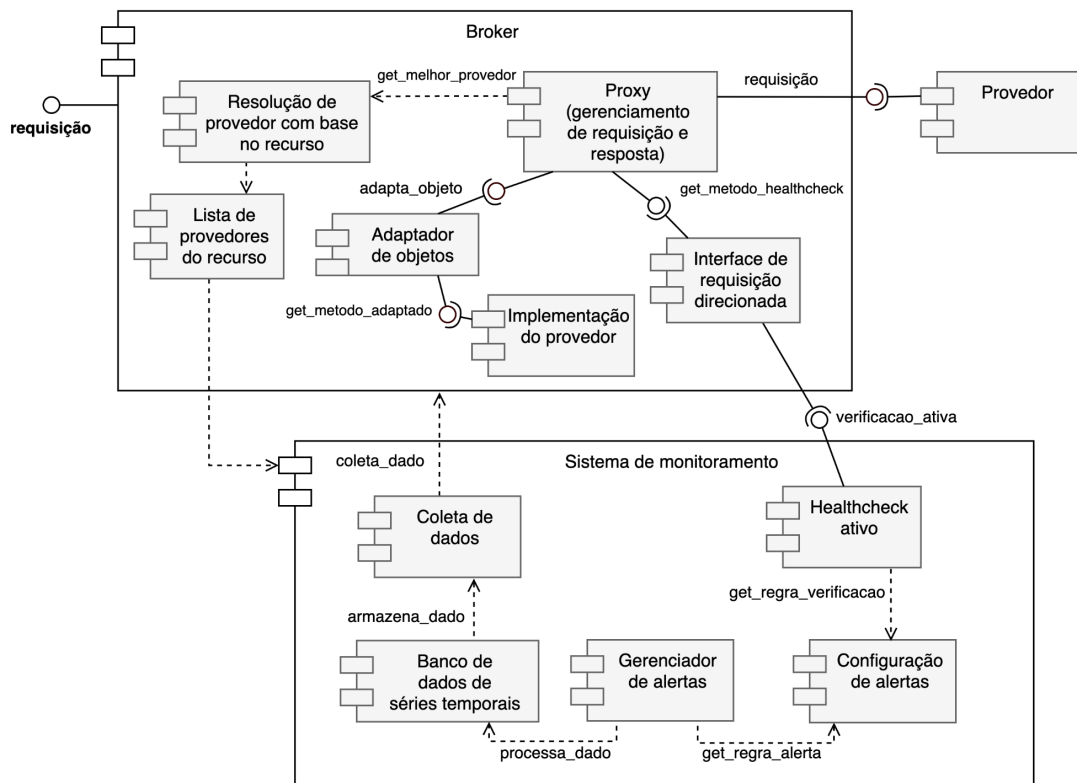 Broker
get_melhor_provedor
requisição
Resolução de
provedor com base
no recurso
Proxy
(gerenciamento
de requisição e
resposta)
Provedor
requisição
adapta_objeto
get_metodo_healthcheck
Lista de
provedores
do recurso
Adaptador
de objetos
Interface de
requisição
direcionada
get_metodo_adaptado
Implementação
do provedor
verificacao_ativa
coleta_dado
Sistema de monitoramento
Coleta de
dados
Healthcheck
ativo
get_regra_verificacao
armazena_dado
Banco de
dados de
séries temporais
Gerenciador
de alertas
Configuração
de alertas
processa_dado
get_regra_alerta